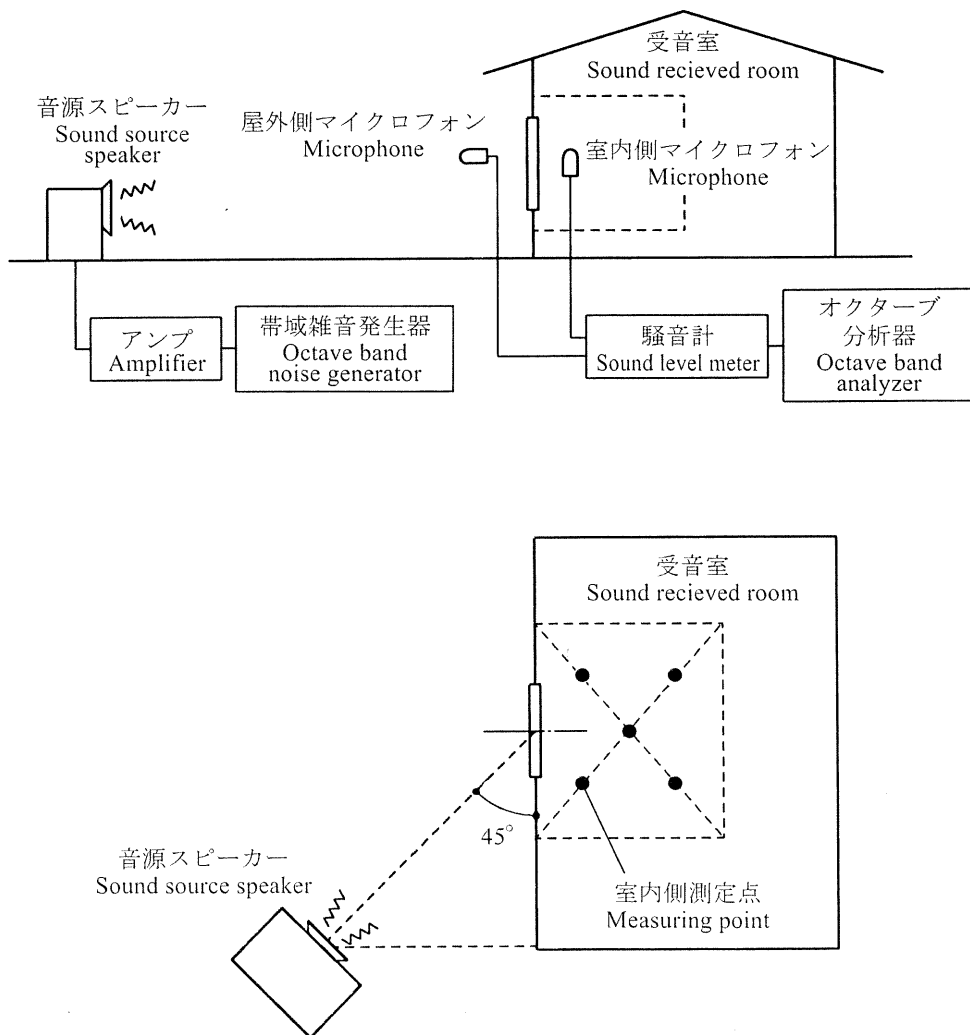 受音室
Sound recieved room
音源スピーカー
Sound source
speaker
屋外側マイクロフォン
Microphone
室内側マイクロフォン
Microphone
アンプ
Amplifier
帯域雑音発生器
Octave band
noise generator
騒音計
Sound level meter
オクターブ
分析器
Octave band
analyzer
受音室
Sound recieved room
45°
音源スピーカー
Sound source speaker
室内側測定点
Measuring point